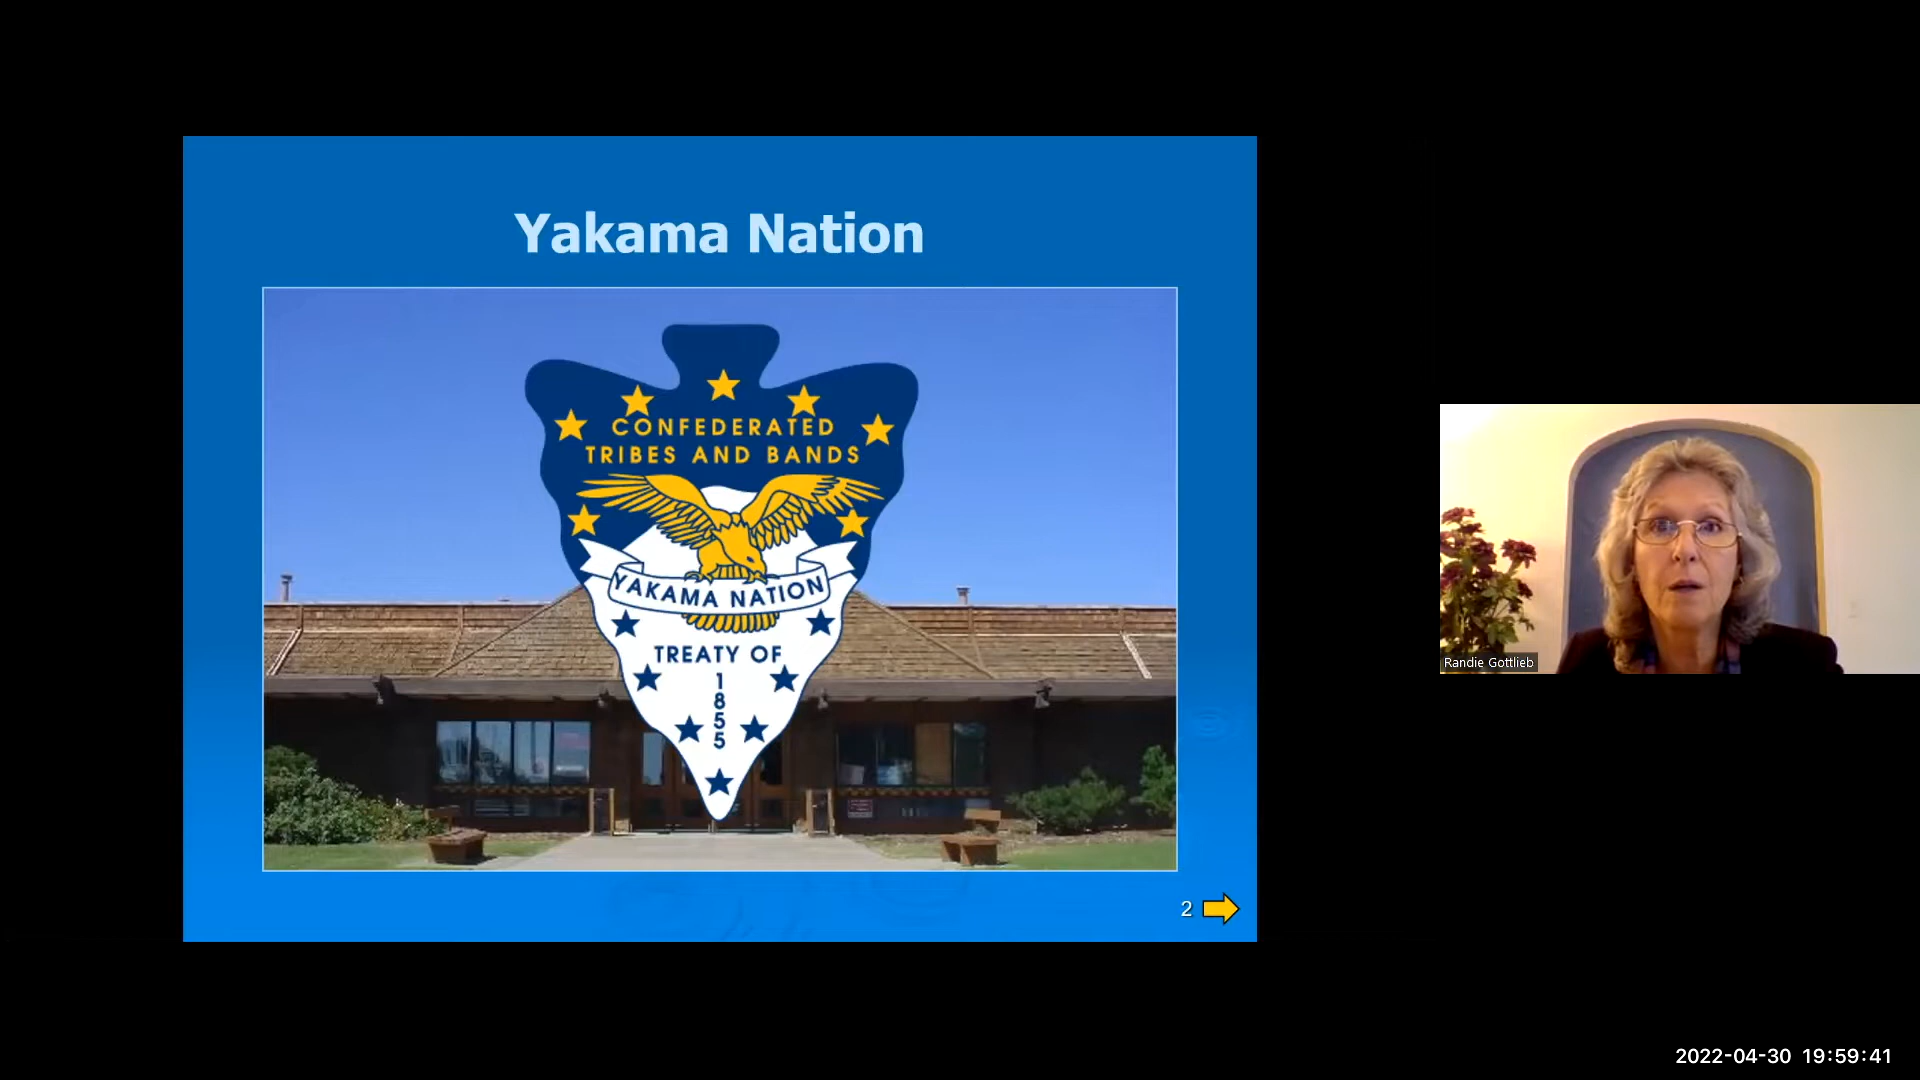 Yakama Nation
CONFEDERATED
TRIBES AND BANDS
YAKAMA NATION
TREATY OF
1
8
5
5
2
Randie Gottlieb
2022-04-30 19:59:41